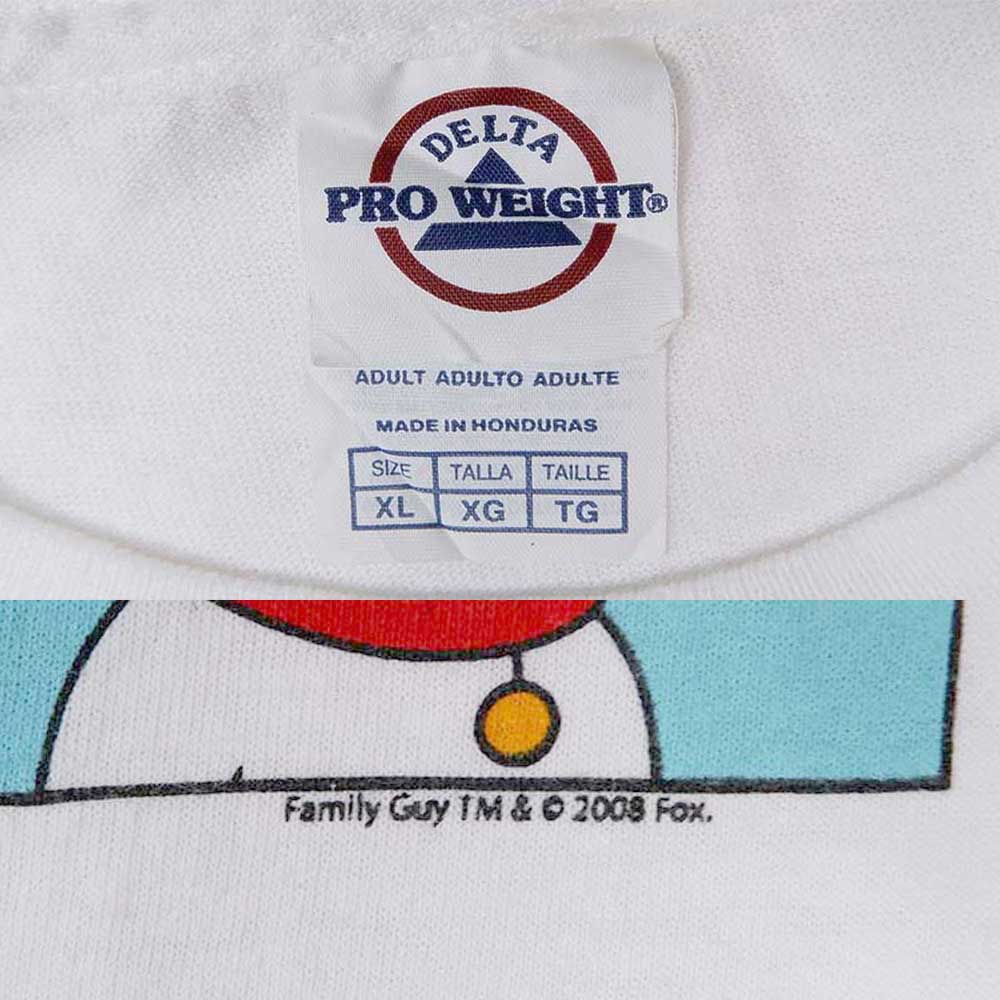 DELTA
PRO WEIGHT®
ADULT ADULTO ADULTE
MADE IN HONDURAS
SIZE TALLA TAILLE
XL XG TG
Family Guy TM & © 2008 Fox.